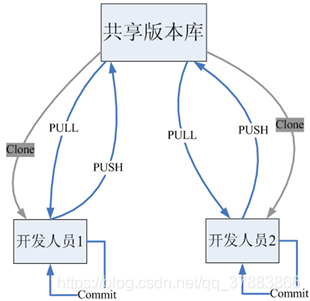 共享版本库
PULL
PULL
PUSH
PUSH
Clone
Clone
开发人员1
开发人员2
Commit
Commit
https://blog.csdn.net/qq_37883866